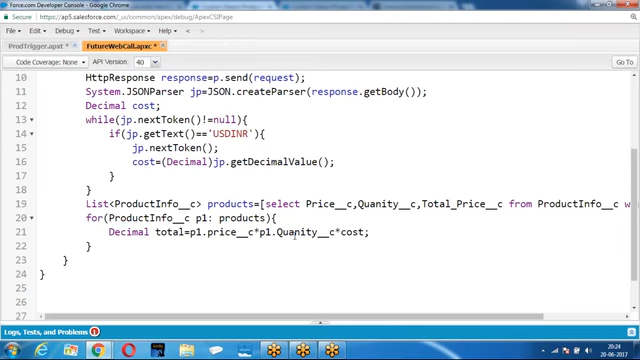 Force.com Developer Console - Google Chrome
Secure https://ap5.salesforce.com/_ui/common/apex/debug/ApexCSIPage
File Edit Debug Test Workspace Help < >
ProdTrigger.apxt * FutureWebCall.apxc *
Code Coverage: None API Version: 40 Go To
10 HttpResponse response=p.send(request);
11 System.JSONParser jp=JSON.createParser(response.getBody());
12 Decimal cost;
13 while(jp.nextToken()!=null){
14 if(jp.getText()=='USDINR'){
15 jp.nextToken();
16 cost=(Decimal)jp.getDecimalValue();
17 }
18 }
19 List<ProductInfo__c> products=[select Price__c,Quanity__c,Total_Price__c from ProductInfo__c w
20 for(ProductInfo__c p1: products){
21 Decimal total=p1.price__c*p1.Quanity__c*cost;
22 }
23 }
24 }
25
26
27
Logs, Tests, and Problems 1
20:24
20-06-2017